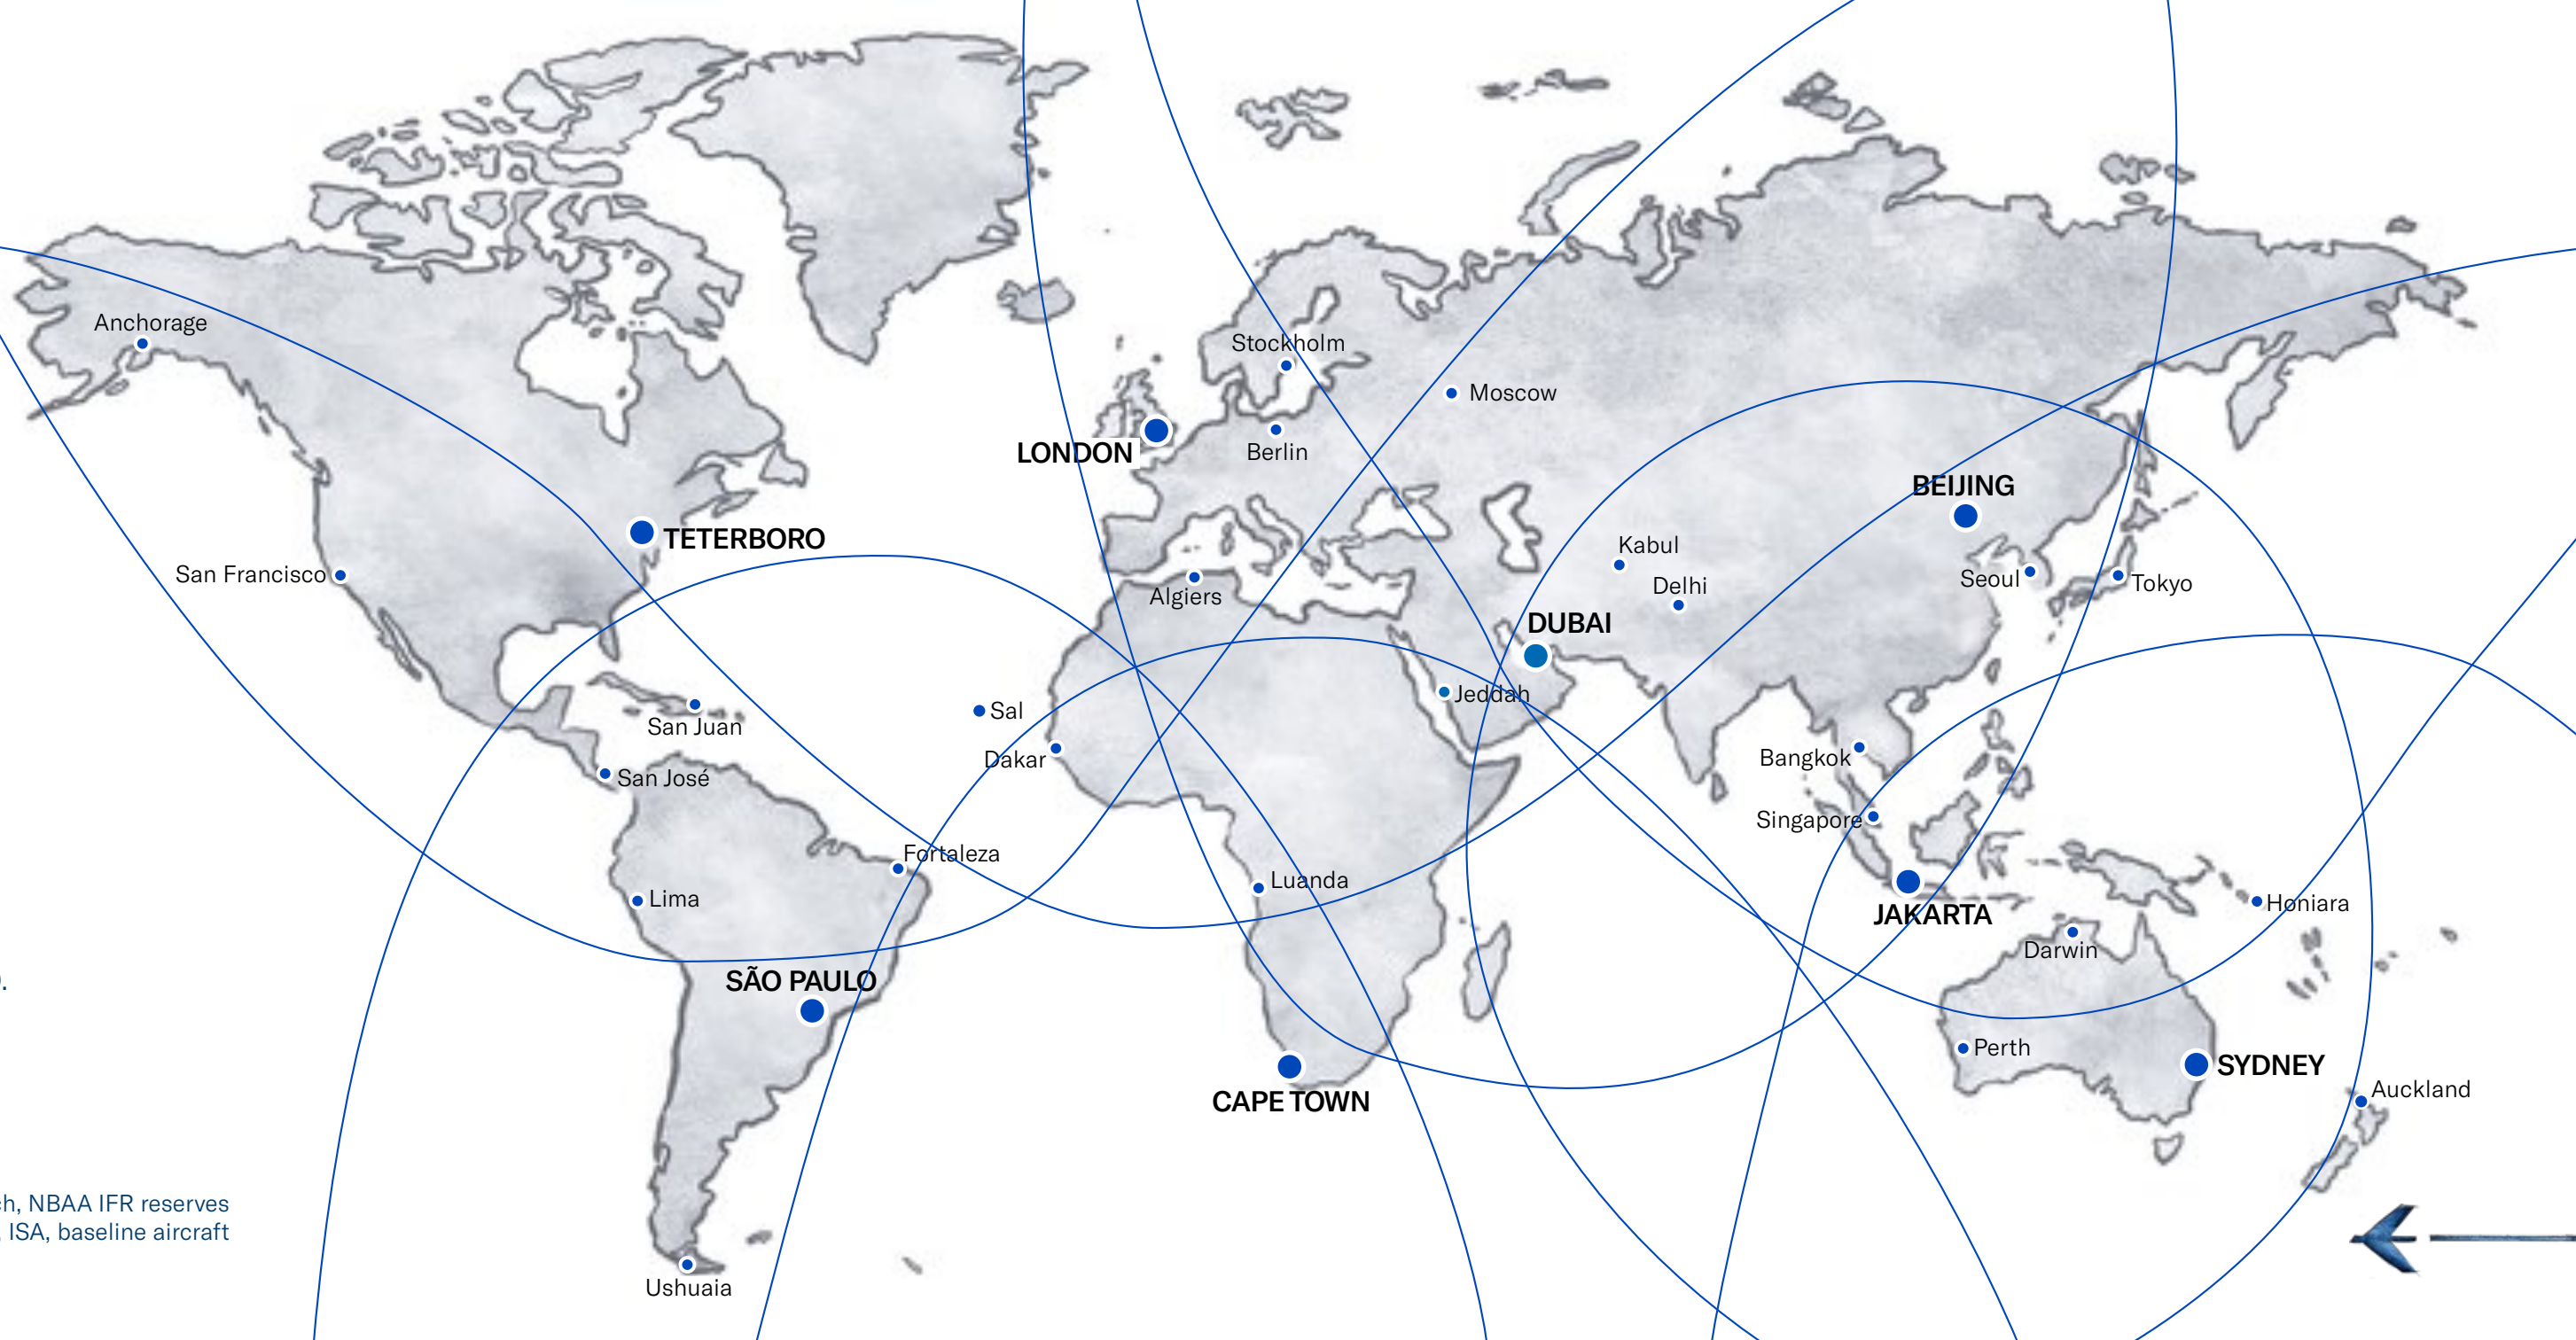 Anchorage
Stockholm
Moscow
LONDON
Berlin
BEIJING
TETERBORO
Kabul
San Francisco
Algiers
Delhi
Seoul
Tokyo
DUBAI
Jeddah
Sal
San Juan
Dakar
Bangkok
San José
Singapore
Fortaleza
Luanda
Lima
JAKARTA
Honiara
Darwin
SÃO PAULO
Perth
SYDNEY
CAPE TOWN
Auckland
NBAA IFR reserves
ISA, baseline aircraft
Ushuaia